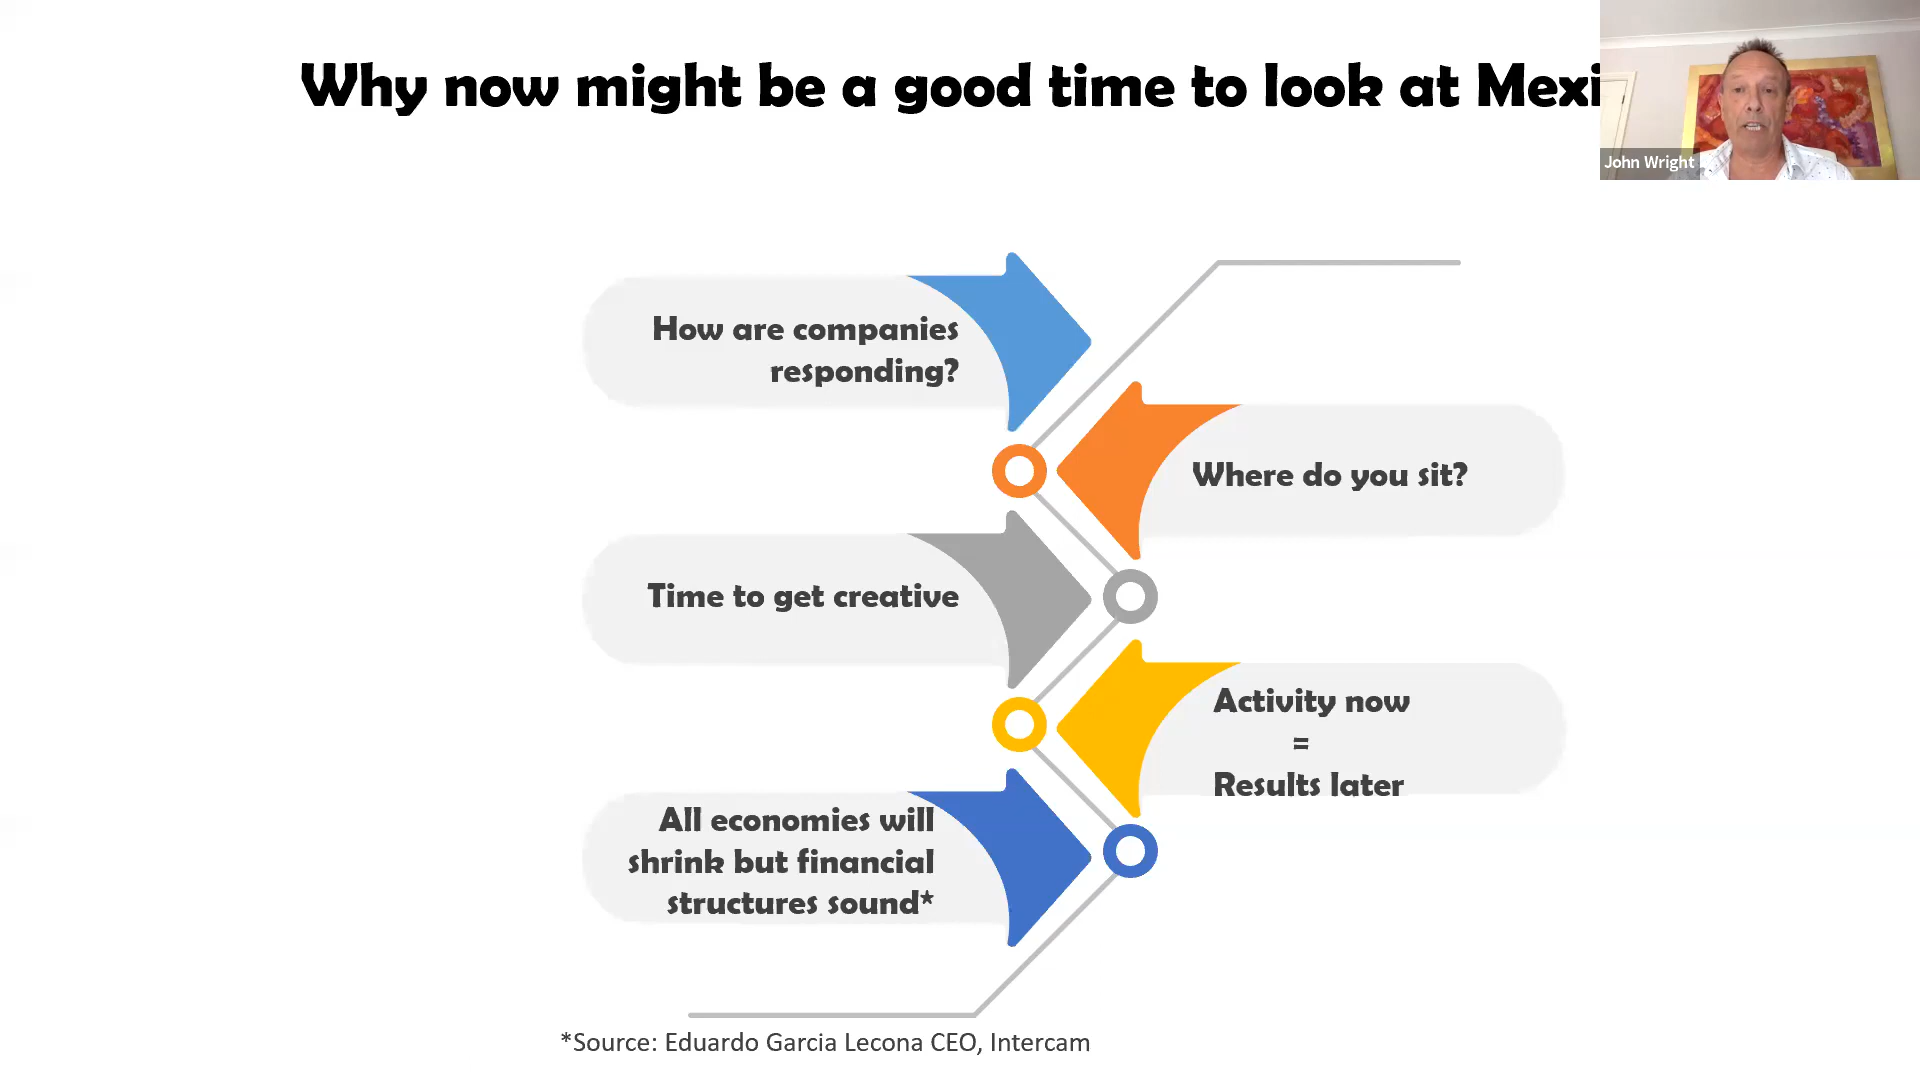 Why now might be a good time to look at Mexi
John Wright
How are companies
responding?
Where do you sit?
Time to get creative
Activity now
=
Results later
All economies will
shrink but financial
structures sound*
*Source: Eduardo Garcia Lecona CEO, Intercam